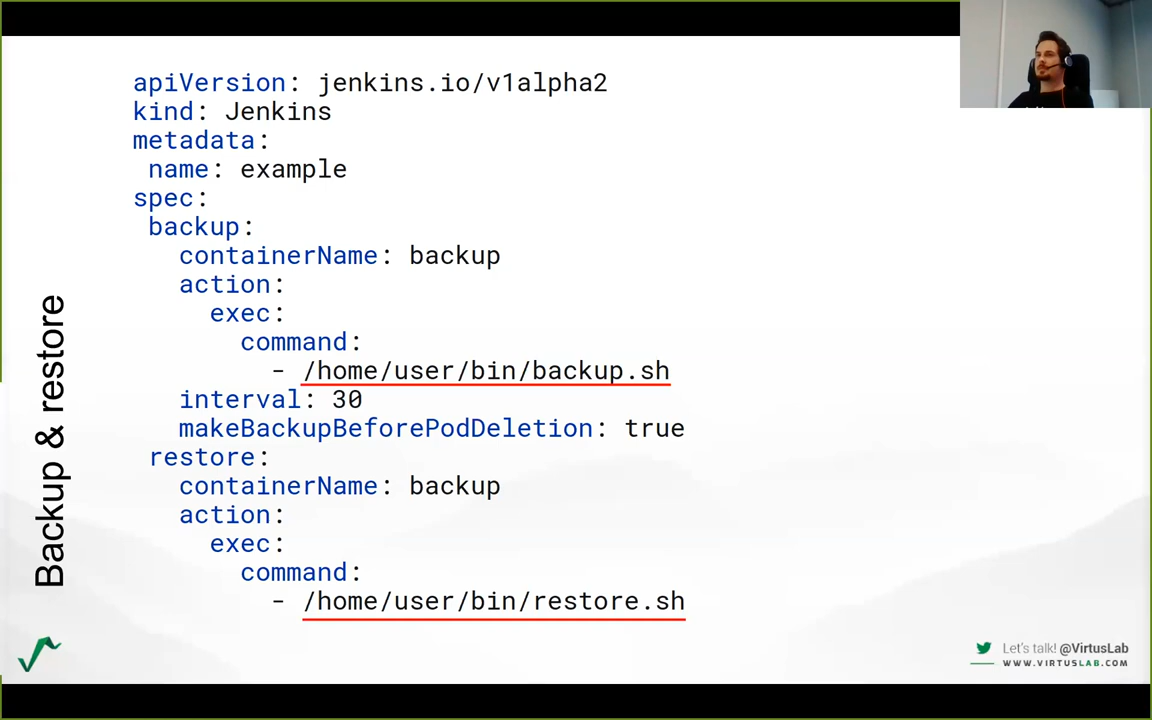 Backup & restore
apiVersion: jenkins.io/v1alpha2
kind: Jenkins
metadata:
 name: example
spec:
 backup:
   containerName: backup
   action:
     exec:
       command:
         - /home/user/bin/backup.sh
   interval: 30
   makeBackupBeforePodDeletion: true
 restore:
   containerName: backup
   action:
     exec:
       command:
         - /home/user/bin/restore.sh
Let's talk! @VirtusLab
WWW.VIRTUSLAB.COM